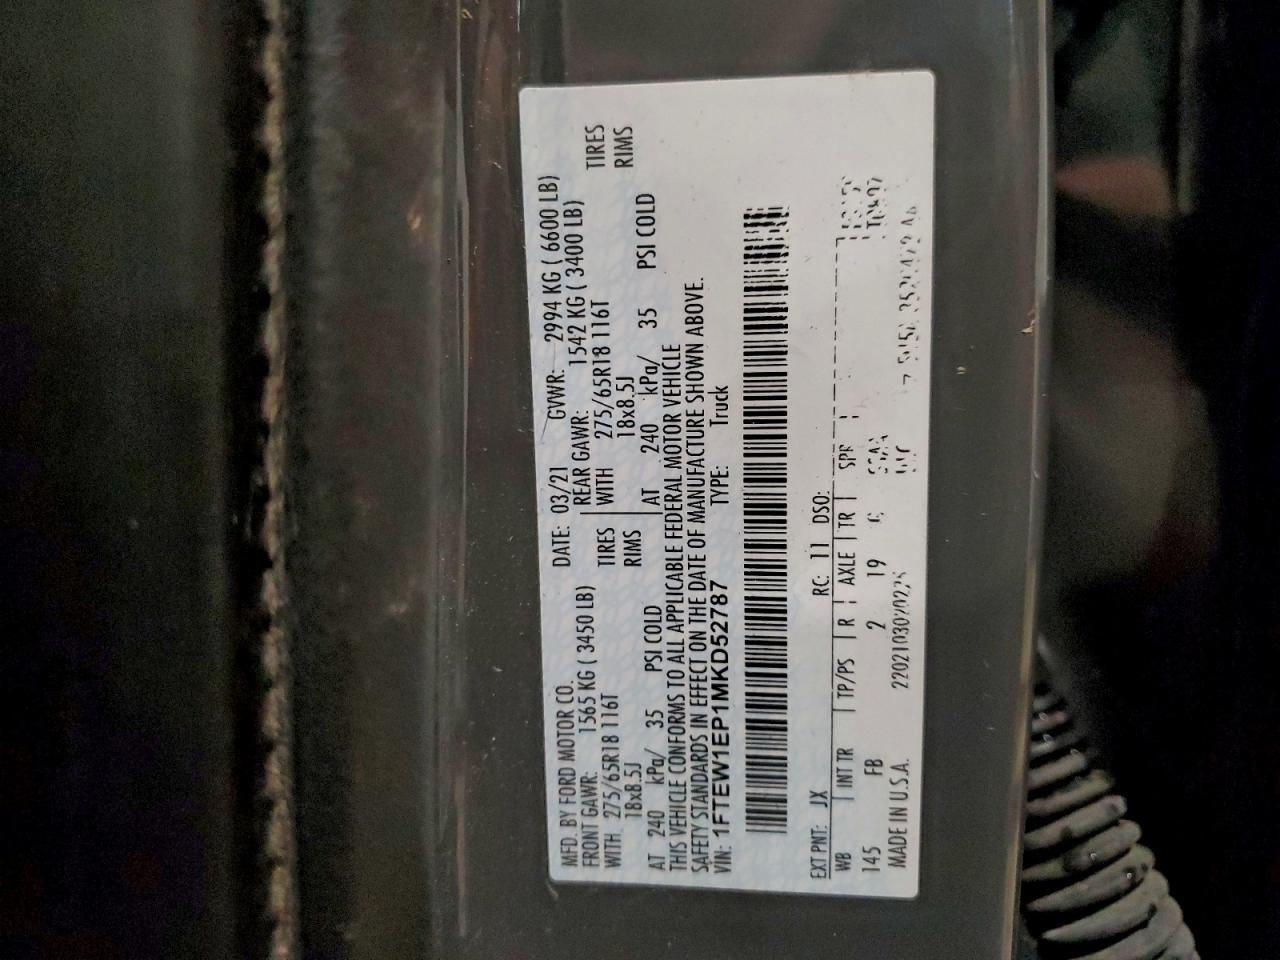 MFD. BY FORD MOTOR CO.
DATE: 03/21 GVWR: 2994 KG ( 6600 LB)
FRONT GAWR: 1565 KG ( 3450 LB) REAR GAWR: 1542 KG ( 3400 LB)
WITH 275/65R18 116T TIRES WITH 275/65R18 116T TIRES
18x8.5J RIMS 18x8.5J RIMS
AT 240 kPa/ 35 PSI COLD AT 240 kPa/ 35 PSI COLD
THIS VEHICLE CONFORMS TO ALL APPLICABLE FEDERAL MOTOR VEHICLE
SAFETY STANDARDS IN EFFECT ON THE DATE OF MANUFACTURE SHOWN ABOVE.
VIN: 1FTEW1EP1MKD52787 TYPE: Truck
EXT PNT: JX RC: 11 DSO:
WB INT TR TP/PS R AXLE TR SPR
145 FB 2 19
MADE IN U.S.A.